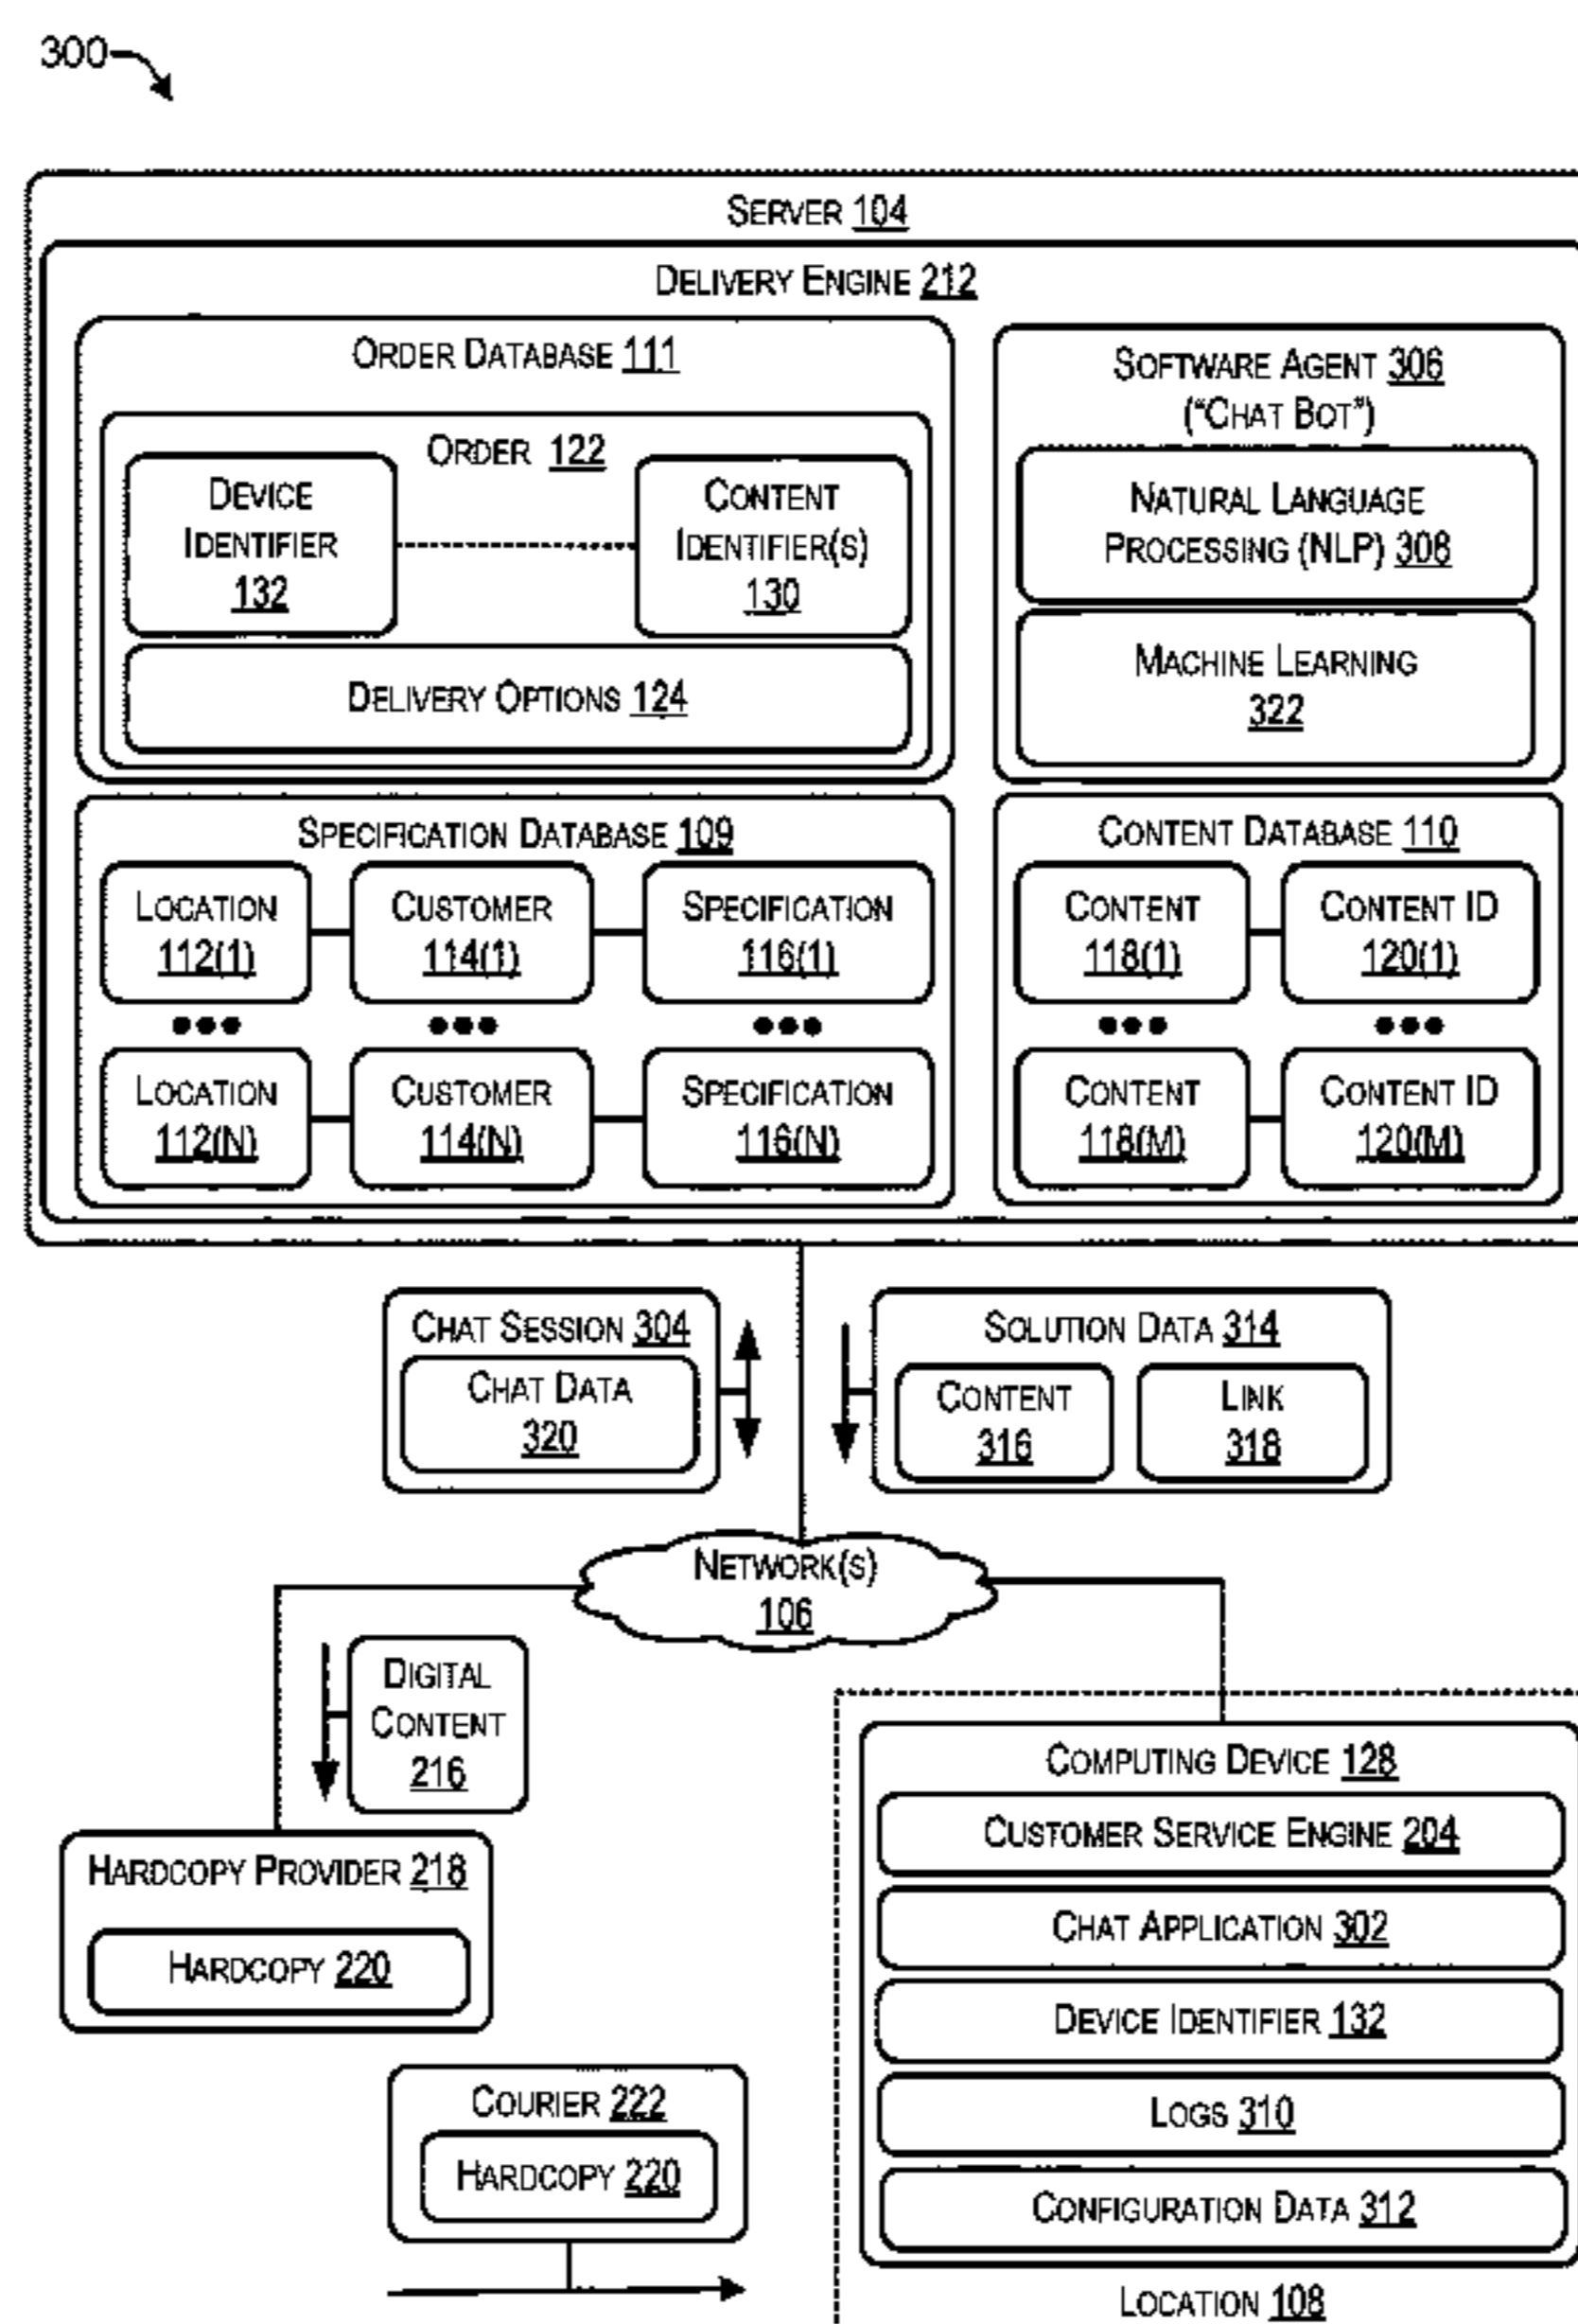 300
SERVER 104
DELIVERY ENGINE 212
ORDER DATABASE 111
ORDER 122
DEVICE
IDENTIFIER
132
CONTENT
IDENTIFIER(S)
130
DELIVERY OPTIONS 124
SOFTWARE AGENT 306
("CHAT BOT")
NATURAL LANGUAGE
PROCESSING (NLP) 308
MACHINE LEARNING
322
SPECIFICATION DATABASE 109
LOCATION
112(1)
CUSTOMER
114(1)
SPECIFICATION
116(1)
LOCATION
112(N)
CUSTOMER
114(N)
SPECIFICATION
116(N)
CONTENT DATABASE 110
CONTENT
118(1)
CONTENT ID
120(1)
CONTENT
118(M)
CONTENT ID
120(M)
CHAT SESSION 304
CHAT DATA
320
SOLUTION DATA 314
CONTENT
316
LINK
318
NETWORK(S)
106
DIGITAL
CONTENT
216
HARDCOPY PROVIDER 218
HARDCOPY 220
COURIER 222
HARDCOPY 220
COMPUTING DEVICE 128
CUSTOMER SERVICE ENGINE 204
CHAT APPLICATION 302
DEVICE IDENTIFIER 132
LOGS 310
CONFIGURATION DATA 312
LOCATION 108